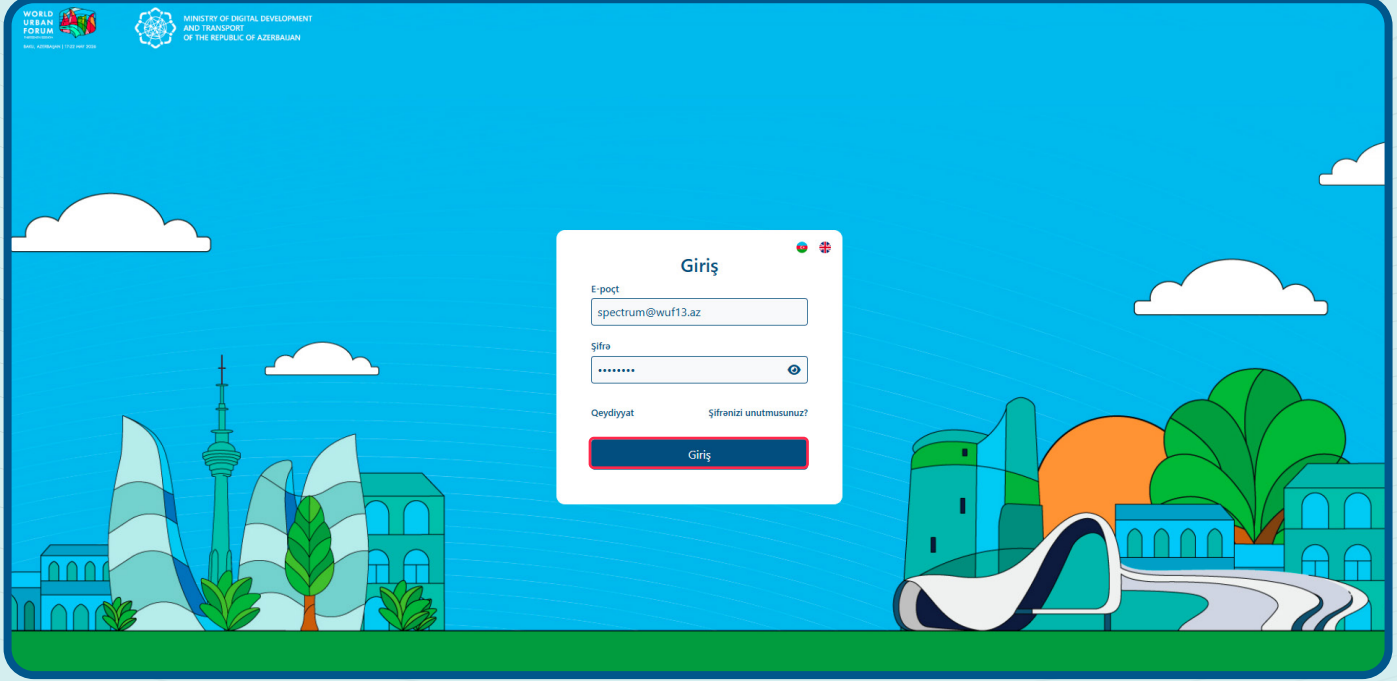 WORLD
URBAN
FORUM
MINISTRY OF DIGITAL DEVELOPMENT
AND TRANSPORT
OF THE REPUBLIC OF AZERBAIJAN
Giriş
E-poçt
spectrum@wuf13.az
Şifrə
••••••••
Qeydiyyat
Şifrənizi unutmusunuz?
Giriş